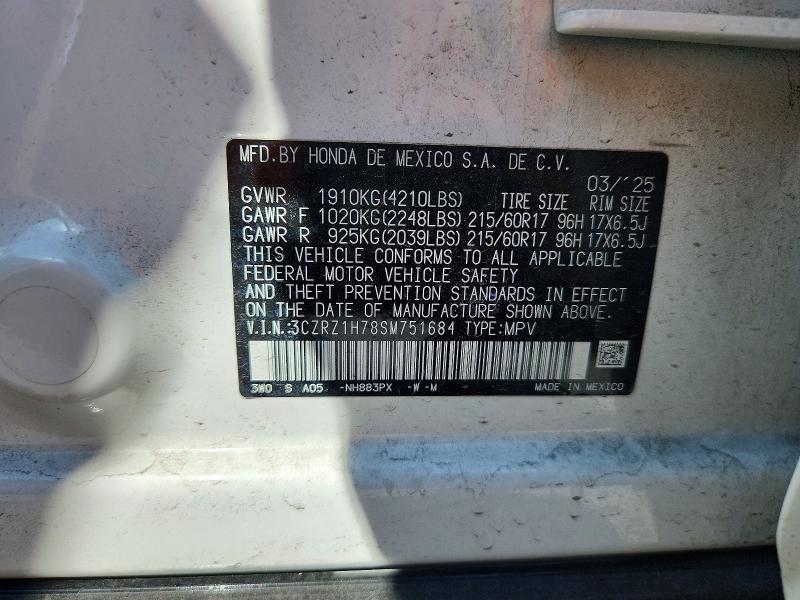 MFD.BY HONDA DE MEXICO S.A. DE C.V.
03/'25
GVWR 1910KG(4210LBS) TIRE SIZE RIM SIZE
GAWR F 1020KG(2248LBS) 215/60R17 96H 17X6.5J
GAWR R 925KG(2039LBS) 215/60R17 96H 17X6.5J
THIS VEHICLE CONFORMS TO ALL APPLICABLE
FEDERAL MOTOR VEHICLE SAFETY
AND THEFT PREVENTION STANDARDS IN EFFECT
ON THE DATE OF MANUFACTURE SHOWN ABOVE.
V.I.N.:3CZRZ1H78SM751684 TYPE:MPV
3W0 S A05 -NH883PX -W-M MADE IN MEXICO